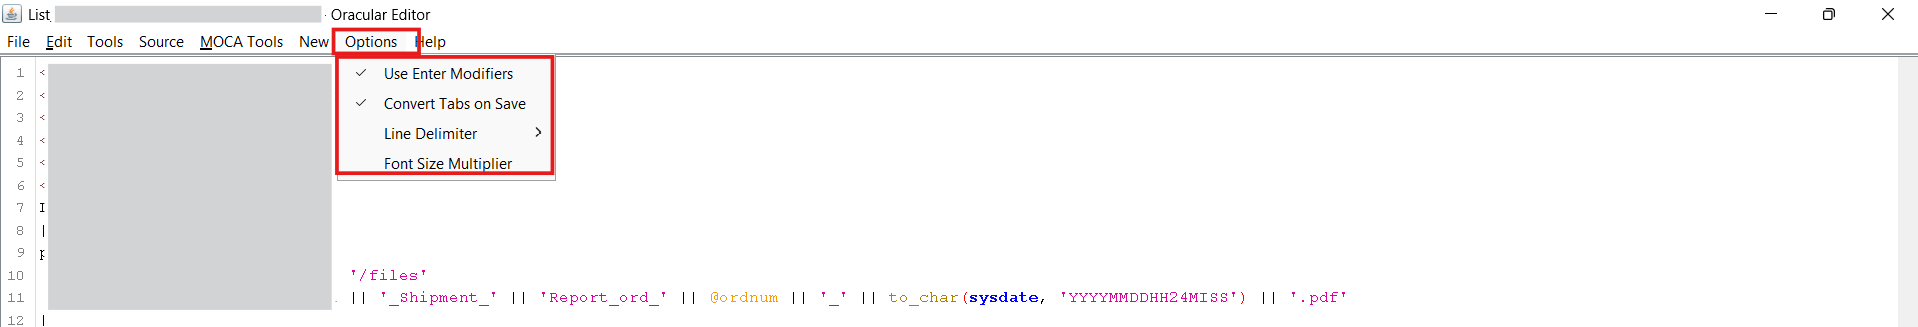 List - Oracular Editor
File Edit Tools Source MOCA Tools New Options Help
Use Enter Modifiers
Convert Tabs on Save
Line Delimiter
Font Size Multiplier
1 <
2 <
3 <
4 <
5 <
6 <
7
8 |
9
10 '/files'
11 || '_Shipment_' || 'Report_ord_' || @ordnum || '_' || to_char(sysdate, 'YYYYMMDDHH24MISS') || '.pdf'
12 |